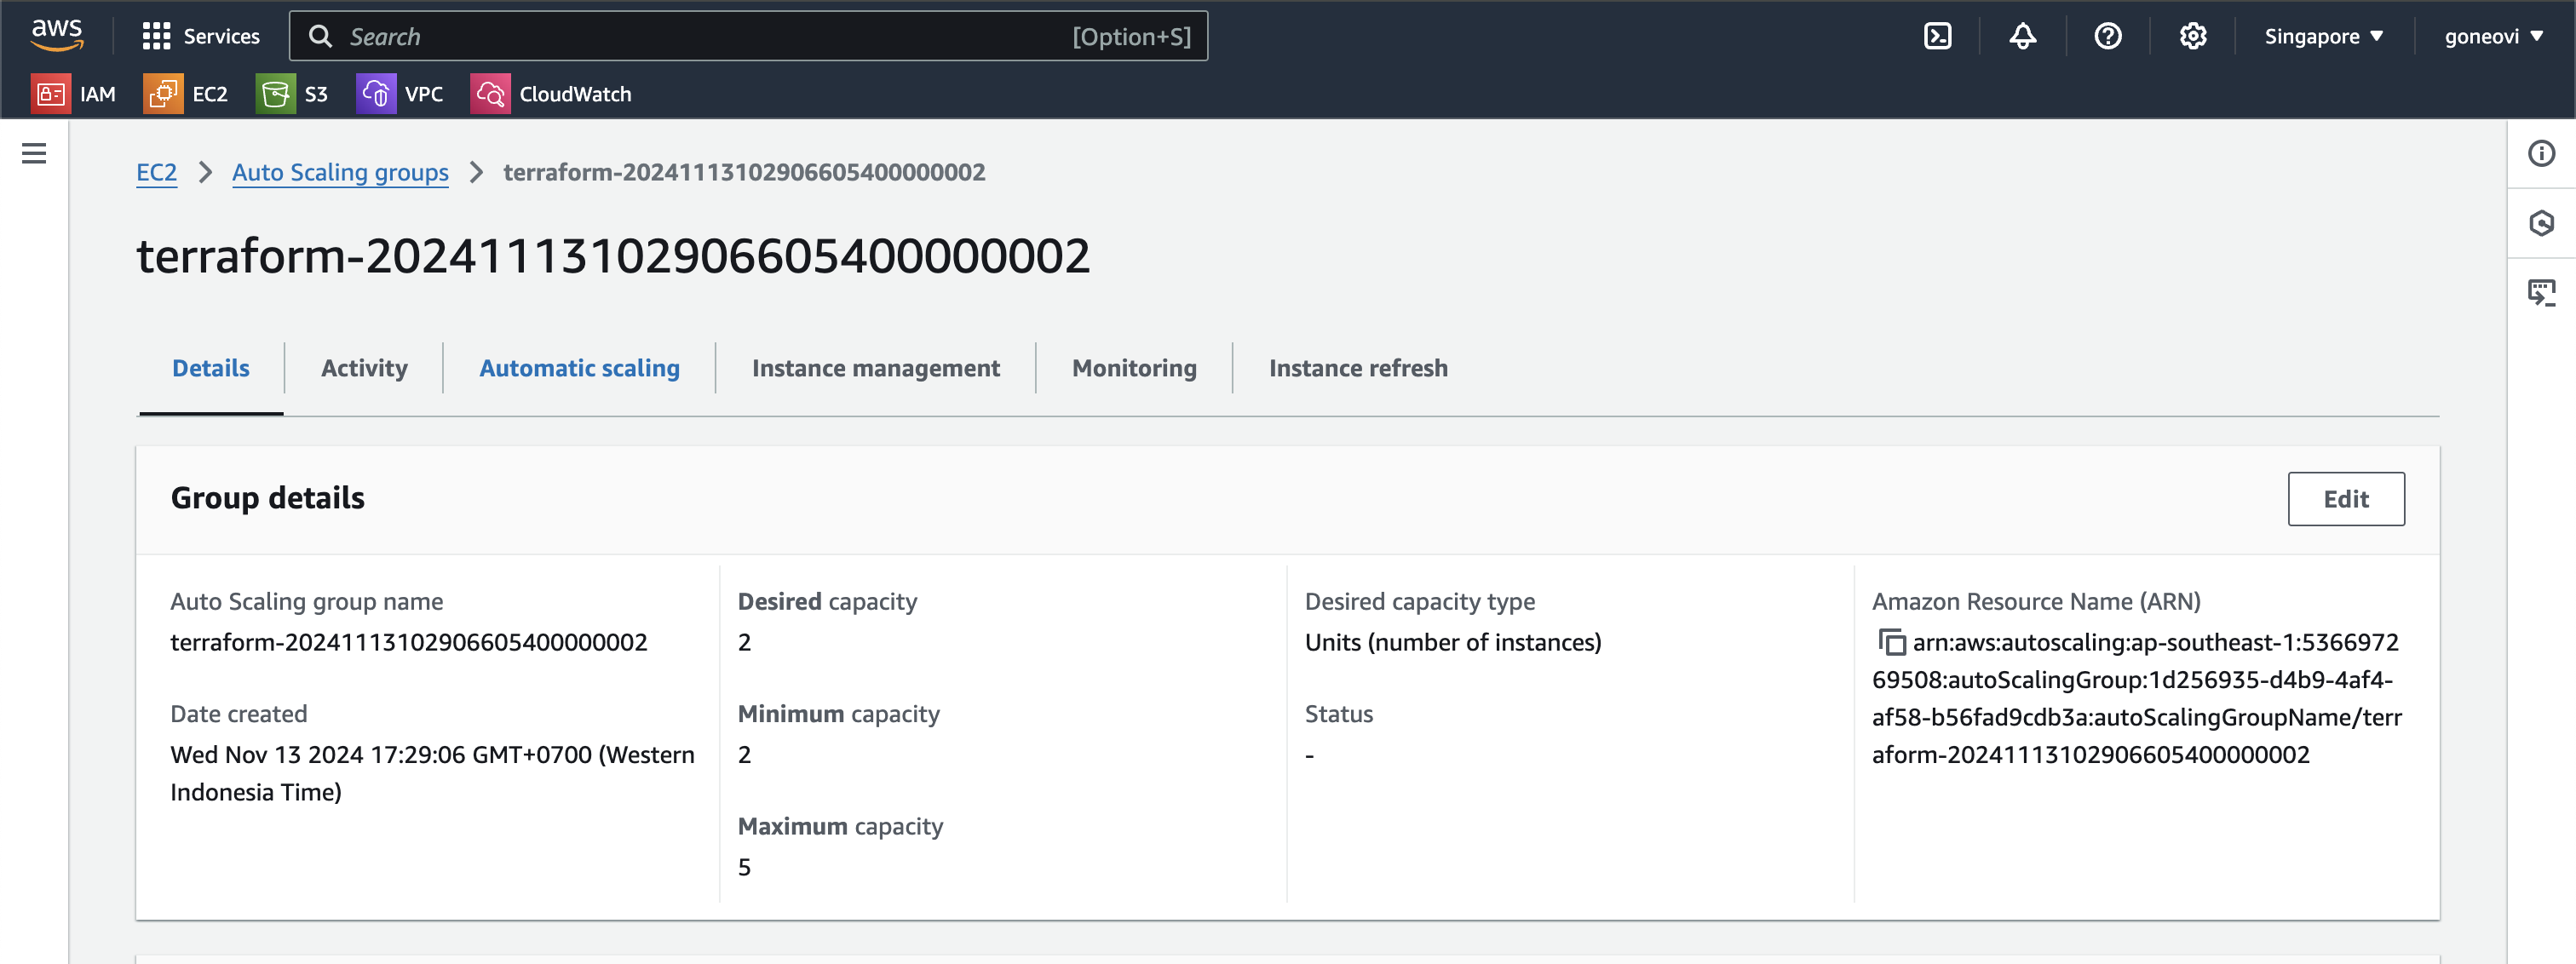 aws
Services
Search
[Option+S]
Singapore
goneovi
IAM
EC2
S3
VPC
CloudWatch
EC2
Auto Scaling groups
terraform-20241113102906605400000002
terraform-20241113102906605400000002
Details
Activity
Automatic scaling
Instance management
Monitoring
Instance refresh
Group details
Edit
Auto Scaling group name
terraform-20241113102906605400000002
Date created
Wed Nov 13 2024 17:29:06 GMT+0700 (Western
Indonesia Time)
Desired capacity
2
Minimum capacity
2
Maximum capacity
5
Desired capacity type
Units (number of instances)
Status
-
Amazon Resource Name (ARN)
arn:aws:autoscaling:ap-southeast-1:5366972
69508:autoScalingGroup:1d256935-d4b9-4af4-
af58-b56fad9cdb3a:autoScalingGroupName/terr
aform-20241113102906605400000002